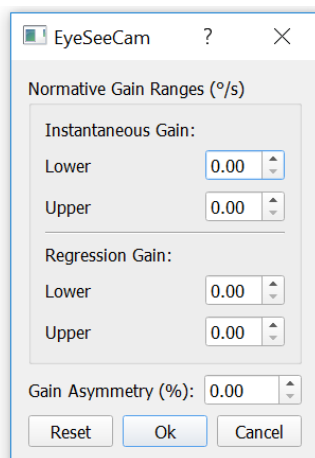 EyeSeeCam ?
Normative Gain Ranges (°/s)
Instantaneous Gain:
Lower 0.00
Upper 0.00
Regression Gain:
Lower 0.00
Upper 0.00
Gain Asymmetry (%): 0.00
Reset Ok Cancel